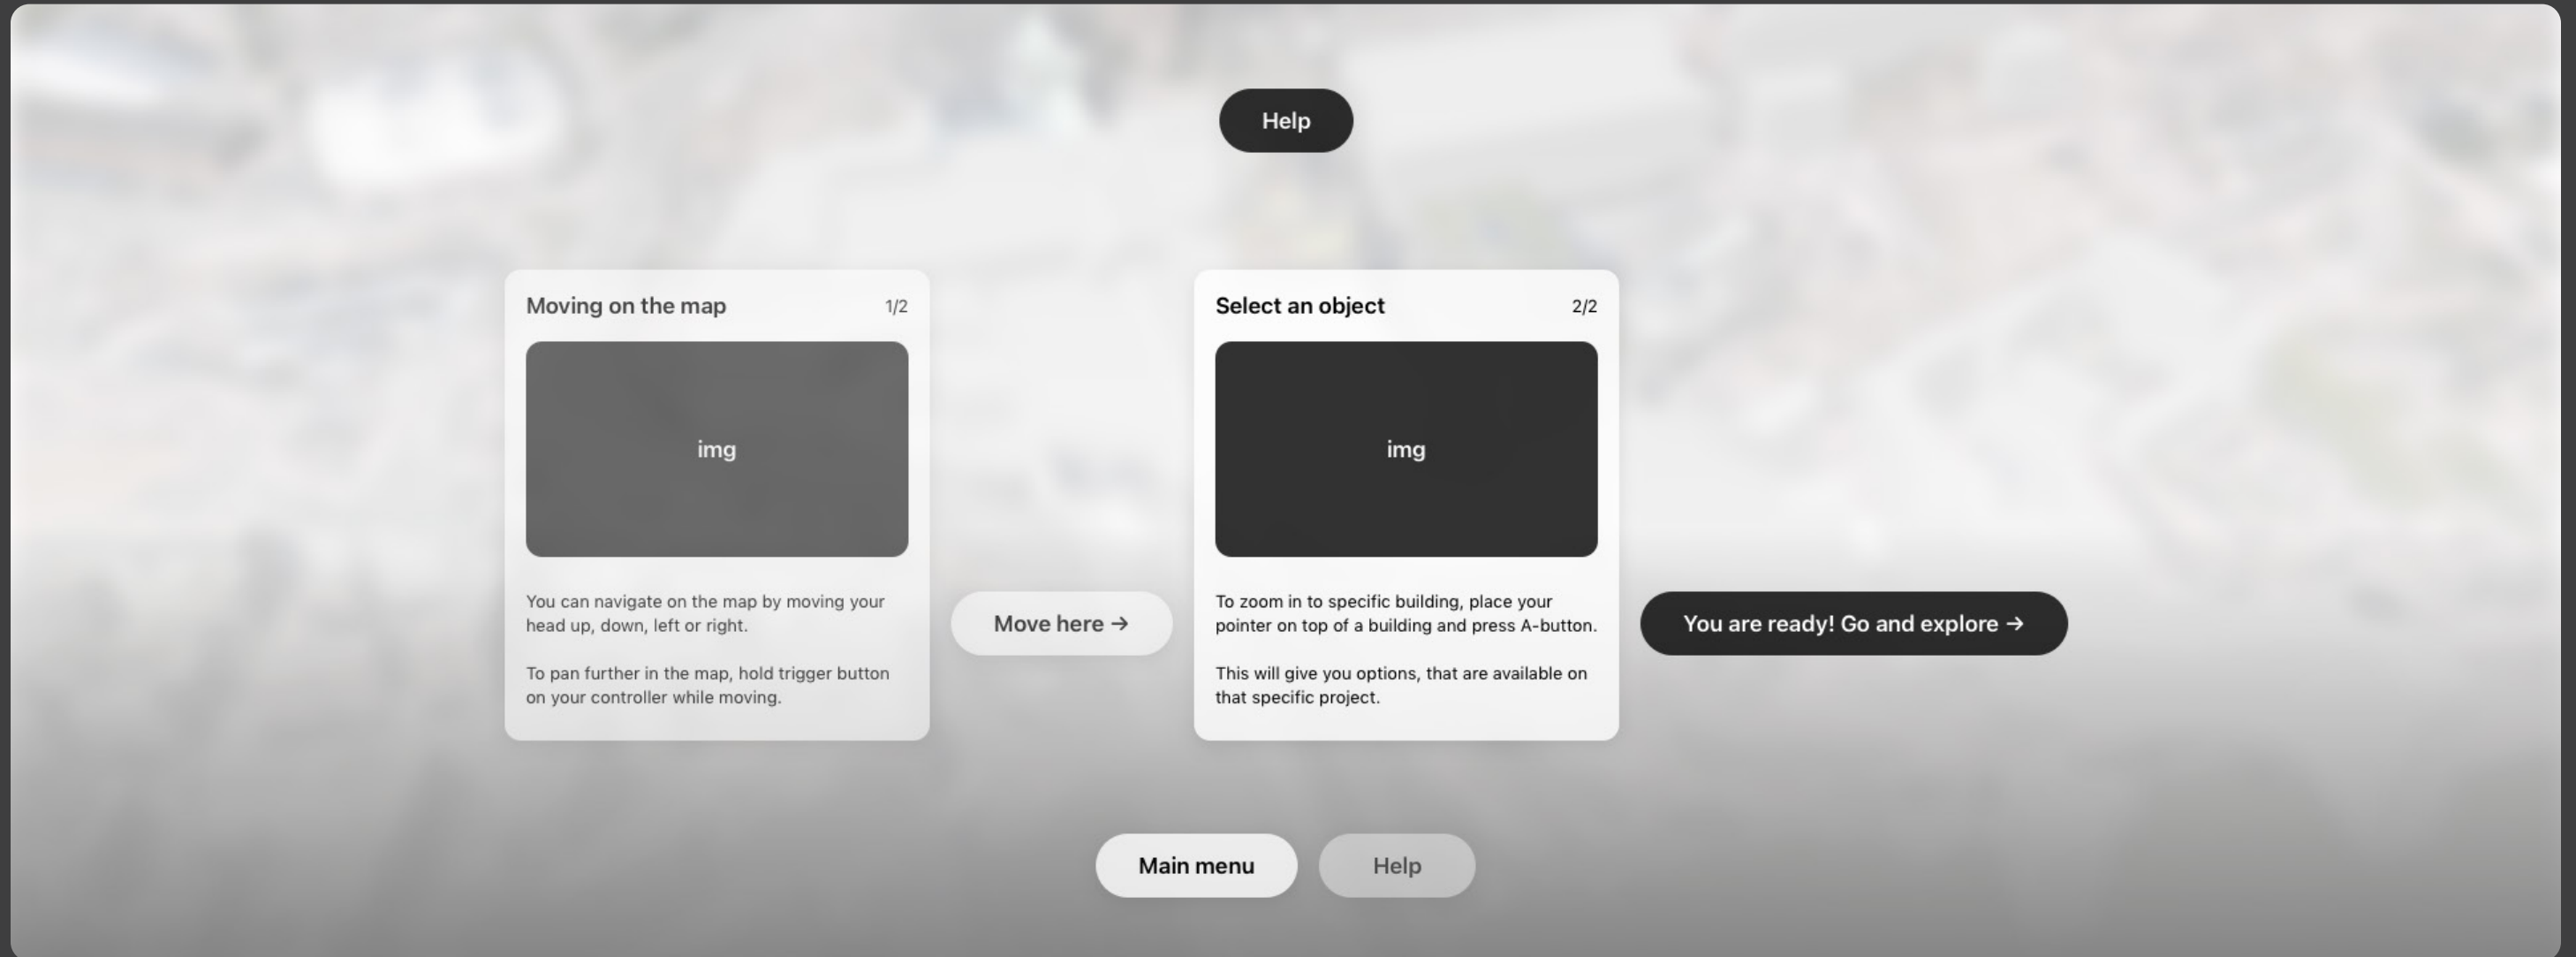 Help
Moving on the map
1/2
img
You can navigate on the map by moving your
head up, down, left or right.
To pan further in the map, hold trigger button
on your controller while moving.
Move here →
Select an object
2/2
img
To zoom in to specific building, place your
pointer on top of a building and press A-button.
This will give you options, that are available on
that specific project.
You are ready! Go and explore →
Main menu
Help